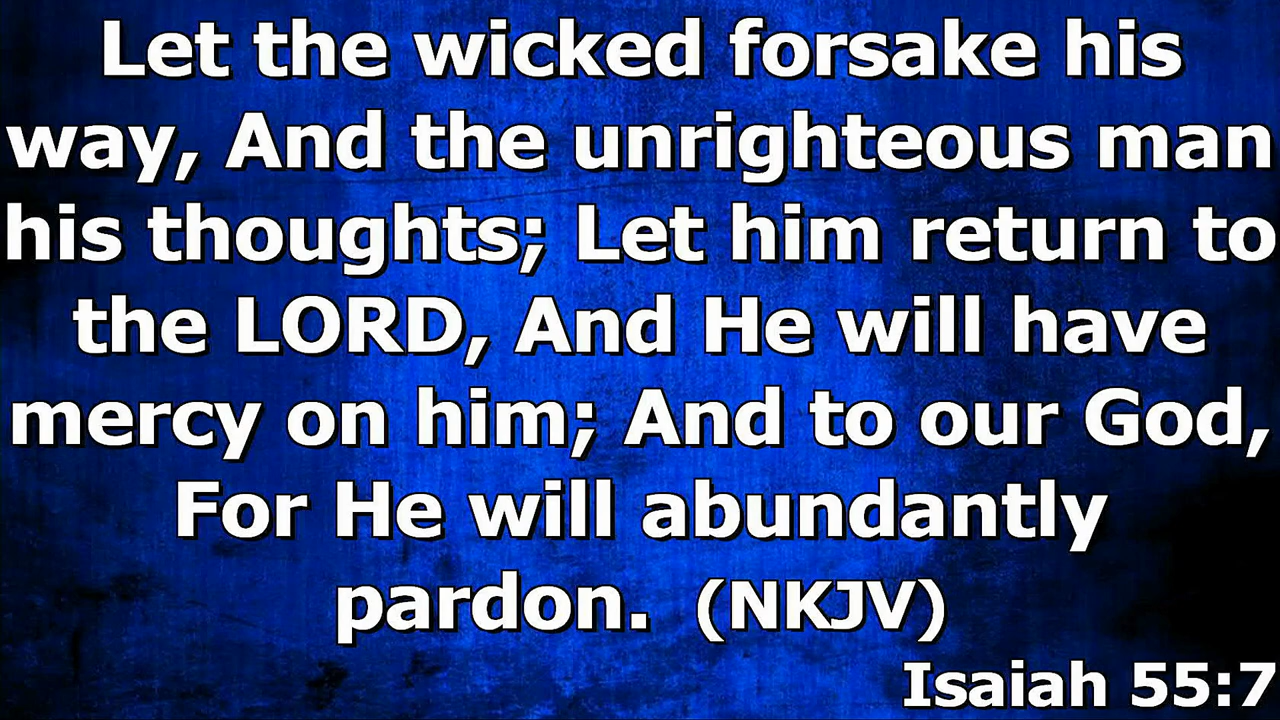 Let the wicked forsake his
way, And the unrighteous man
his thoughts; Let him return to
the LORD, And He will have
mercy on him; And to our God,
For He will abundantly
pardon. (NKJV)
Isaiah 55:7